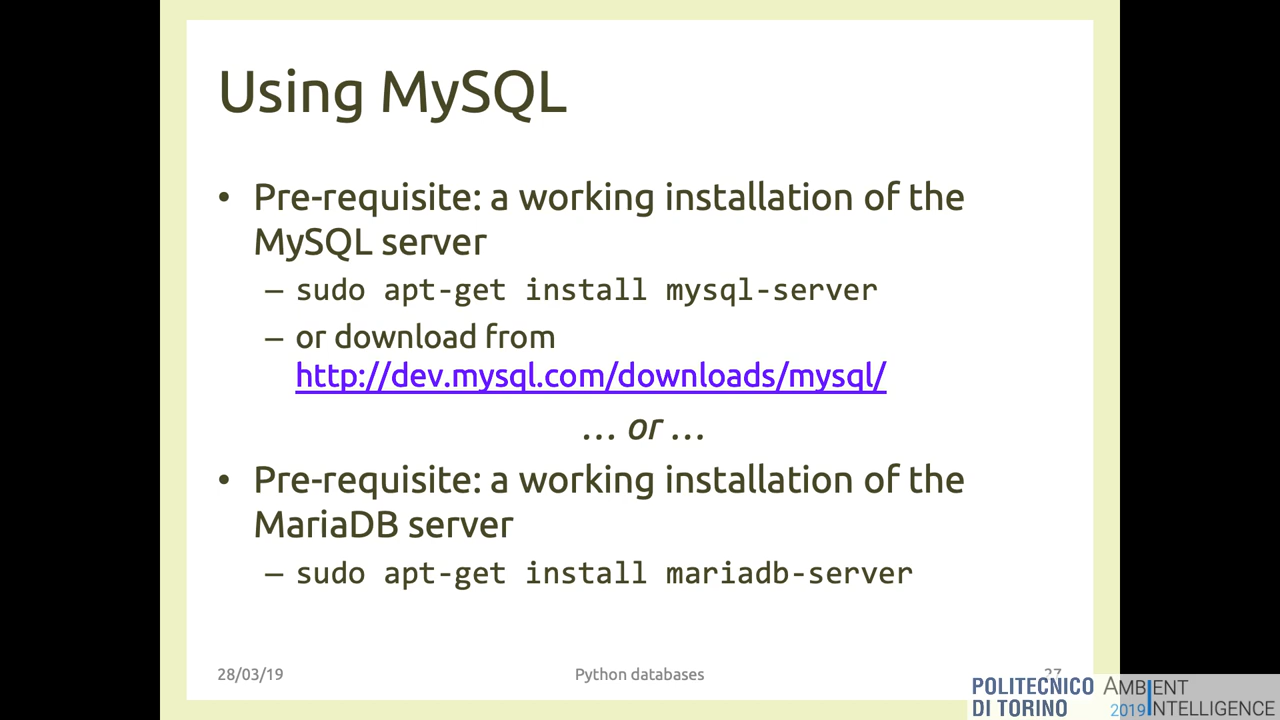 Using MySQL
• Pre-requisite: a working installation of the
MySQL server
– sudo apt-get install mysql-server
– or download from
http://dev.mysql.com/downloads/mysql/
... or ...
• Pre-requisite: a working installation of the
MariaDB server
– sudo apt-get install mariadb-server
28/03/19 Python databases 27
POLITECNICO AMBIENT
DI TORINO 2019 INTELLIGENCE